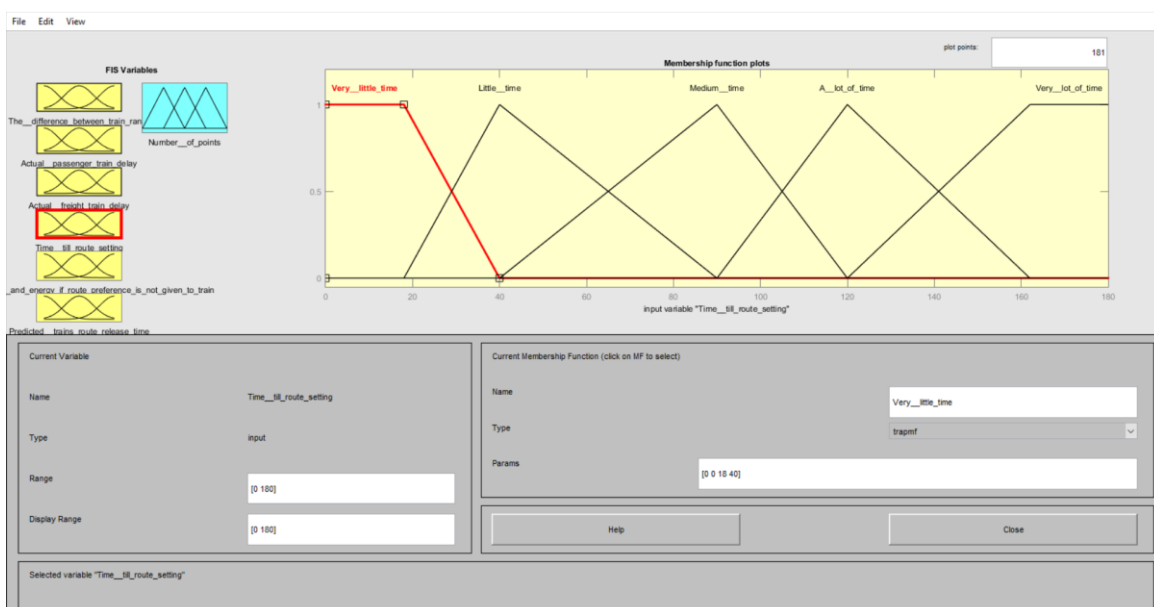 File Edit View
plot points: 181
FIS Variables
Membership function plots
The__difference_between_train_ran
Number__of_points
Actual__passenger_train_delay
Actual__freight_train_delay
Time__till_route_setting
_and_energy_if_route_preference_is_not_given_to_train
Predicted__trains_route_release_time
Very__little_time Little__time Medium__time A__lot_of_time Very__lot_of_time
1
0.5
0
0 20 40 60 80 100 120 140 160 180
input variable "Time__till_route_setting"
Current Variable
Name Time__till_route_setting
Type input
Range [0 180]
Display Range [0 180]
Current Membership Function (click on MF to select)
Name Very__little_time
Type trapmf
Params [0 0 18 40]
Help Close
Selected variable "Time__till_route_setting"